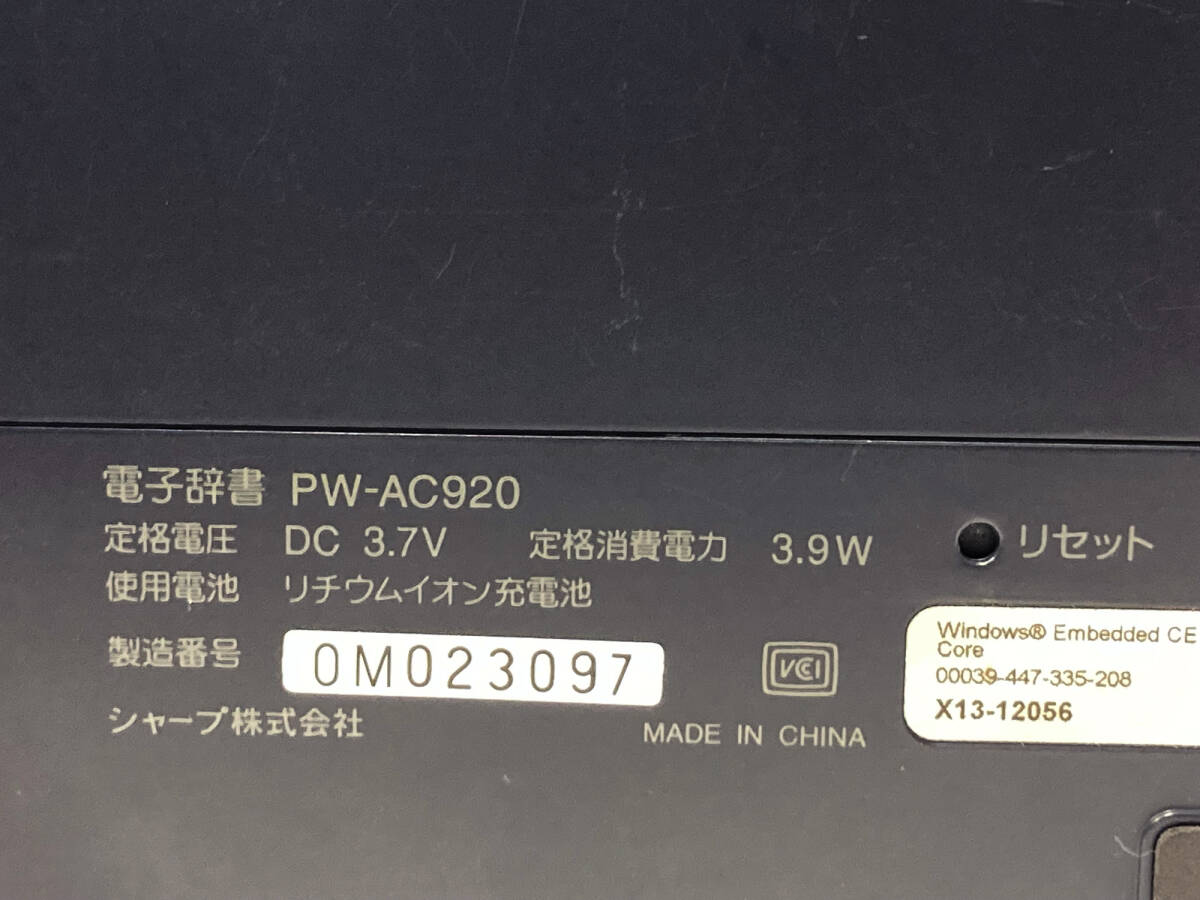 電子辞書 PW-AC920
定格電圧 DC 3.7V 定格消費電力 3.9W
使用電池 リチウムイオン充電池
製造番号 0M023097
シャープ株式会社
VCCI
MADE IN CHINA
リセット
Windows® Embedded CE
Core
00039-447-335-208
X13-12056